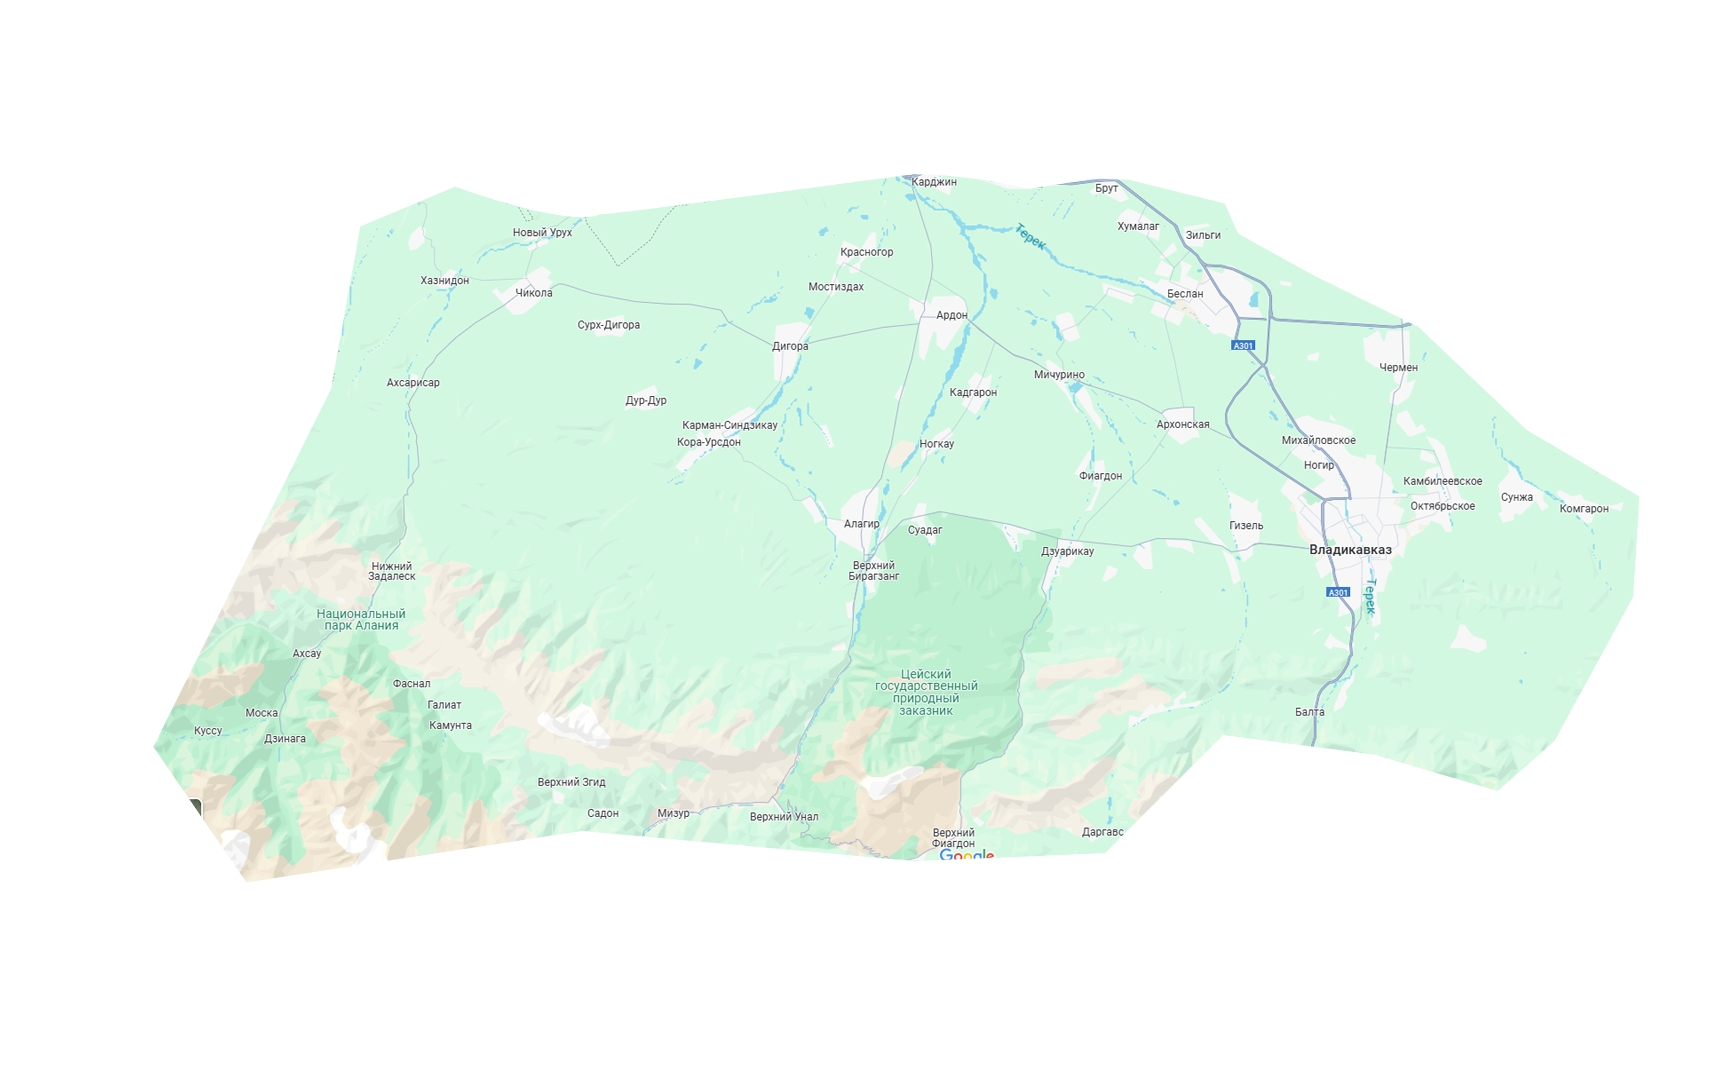 Карджин
Брут
Хумалаг
Зильги
Терек
Новый Урух
Красногор
Хазнидон
Мостиздах
Чикола
Беслан
Ардон
Сурх-Дигора
Дигора
A301
Чермен
Мичурино
Ахсарисар
Кадгарон
Дур-Дур
Карман-Синдзикау
Архонская
Кора-Урсдон
Ногкау
Михайловское
Ногир
Фиагдон
Камбилеевское
Сунжа
Октябрьское
Комгарон
Алагир
Суадаг
Гизель
Дзуарикау
Владикавказ
Верхний
Бирагзанг
Нижний
Задалеск
A301
Терек
Национальный
парк Алания
Ахсау
Цейский
государственный
природный
заказник
Фаснал
Галиат
Моска
Балта
Камунта
Куссу
Дзинага
Верхний Згид
Садон
Мизур
Верхний Унал
Верхний
Фиагдон
Даргавс
Google